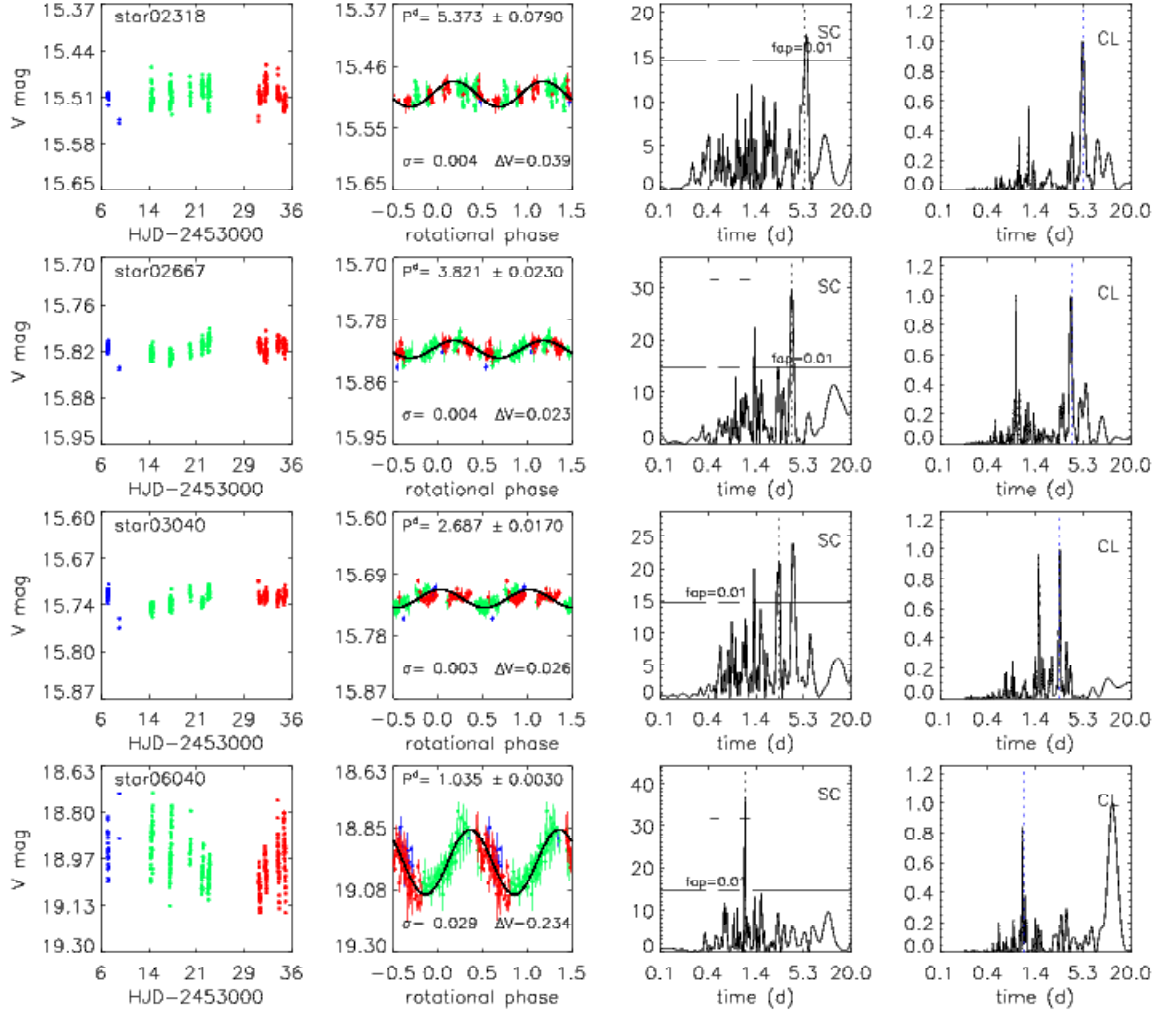 star02318
V mag
15.37
15.44
15.51
15.58
15.65
6 14 21 29 36
HJD-2453000
P^d= 5.373 ± 0.0790
15.37
15.46
15.55
15.65
σ= 0.004 ΔV=0.039
-0.5 0.0 0.5 1.0 1.5
rotational phase
SC
fap=0.01
20
15
10
5
0
0.1 0.4 1.4 5.3 20.0
time (d)
CL
1.2
1.0
0.8
0.6
0.4
0.2
0.0
0.1 0.4 1.4 5.3 20.0
time (d)
star02667
V mag
15.70
15.76
15.82
15.88
15.95
6 14 21 29 36
HJD-2453000
P^d= 3.821 ± 0.0230
15.70
15.78
15.86
15.95
σ= 0.004 ΔV=0.023
-0.5 0.0 0.5 1.0 1.5
rotational phase
SC
fap=0.01
30
20
10
0
0.1 0.4 1.4 5.3 20.0
time (d)
CL
1.2
1.0
0.8
0.6
0.4
0.2
0.0
0.1 0.4 1.4 5.3 20.0
time (d)
star03040
V mag
15.60
15.67
15.74
15.80
15.87
6 14 21 29 36
HJD-2453000
P^d= 2.687 ± 0.0170
15.60
15.69
15.78
15.87
σ= 0.003 ΔV=0.026
-0.5 0.0 0.5 1.0 1.5
rotational phase
SC
fap=0.01
25
20
15
10
5
0
0.1 0.4 1.4 5.3 20.0
time (d)
CL
1.2
1.0
0.8
0.6
0.4
0.2
0.0
0.1 0.4 1.4 5.3 20.0
time (d)
star06040
V mag
18.63
18.80
18.97
19.13
19.30
6 14 21 29 36
HJD-2453000
P^d= 1.035 ± 0.0030
18.63
18.85
19.08
19.30
σ= 0.029 ΔV=0.234
-0.5 0.0 0.5 1.0 1.5
rotational phase
SC
fap=0.01
40
30
20
10
0
0.1 0.4 1.4 5.3 20.0
time (d)
CL
1.2
1.0
0.8
0.6
0.4
0.2
0.0
0.1 0.4 1.4 5.3 20.0
time (d)